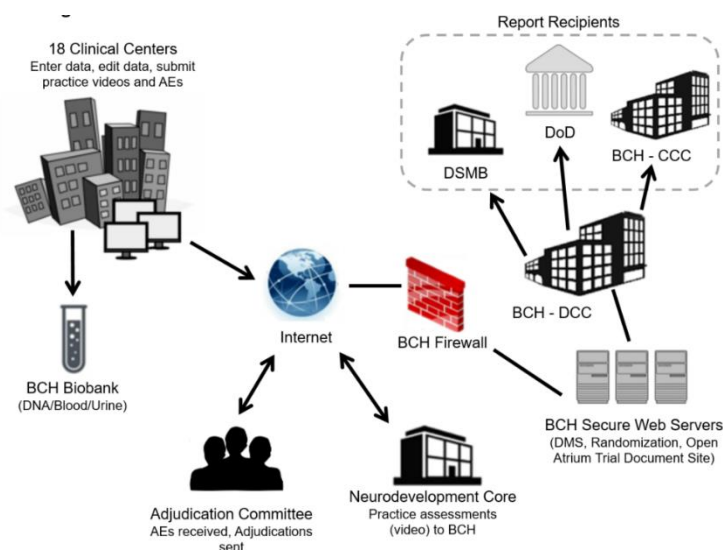 18 Clinical Centers
Enter data, edit data, submit
practice videos and AEs
Report Recipients
DSMB
DoD
BCH - CCC
BCH - DCC
Internet
BCH Firewall
BCH Biobank
(DNA/Blood/Urine)
BCH Secure Web Servers
(DMS, Randomization, Open
Atrium Trial Document Site)
Adjudication Committee
AEs received, Adjudications
sent
Neurodevelopment Core
Practice assessments
(video) to BCH